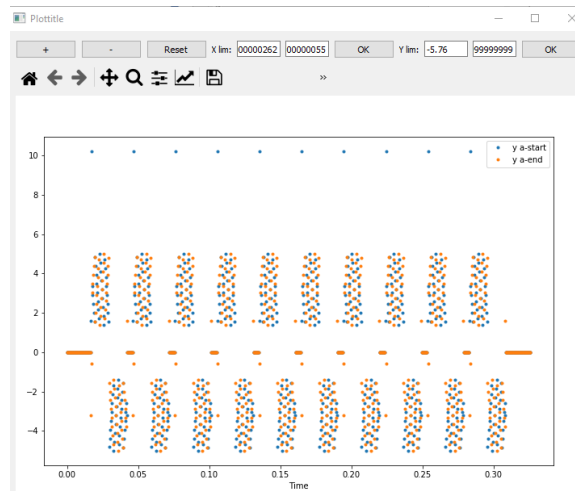 Plottitle
+ - Reset X lim: 00000262 00000055 OK Y lim: -5.76 99999999 OK
»
y a-start
y a-end
10
8
6
4
2
0
−2
−4
0.00 0.05 0.10 0.15 0.20 0.25 0.30
Time